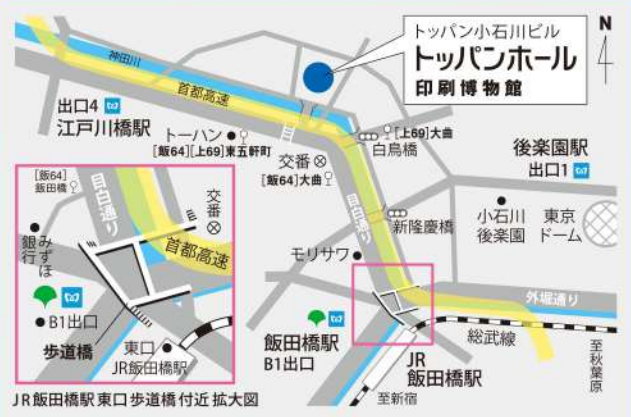 トッパン小石川ビル
トッパンホール
印刷博物館
N
神田川
首都高速
出口4
江戸川橋駅
トーハン
[飯64][上69]東五軒町
[上69]大曲
白鳥橋
交番
[飯64]大曲
後楽園駅
出口1
目白通り
新隆慶橋
小石川
後楽園
東京
ドーム
モリサワ
外堀通り
飯田橋駅
B1出口
JR
飯田橋駅
総武線
至秋葉原
至新宿
[飯64]
飯田橋
目白通り
交番
みずほ
銀行
首都高速
B1出口
歩道橋
東口
JR飯田橋駅
JR飯田橋駅東口歩道橋付近拡大図